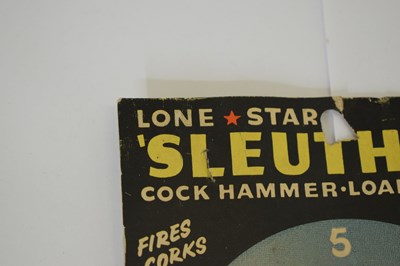 LONE ★ STAR
'SLEUTH
COCK HAMMER·LOA
FIRES
CORKS
5